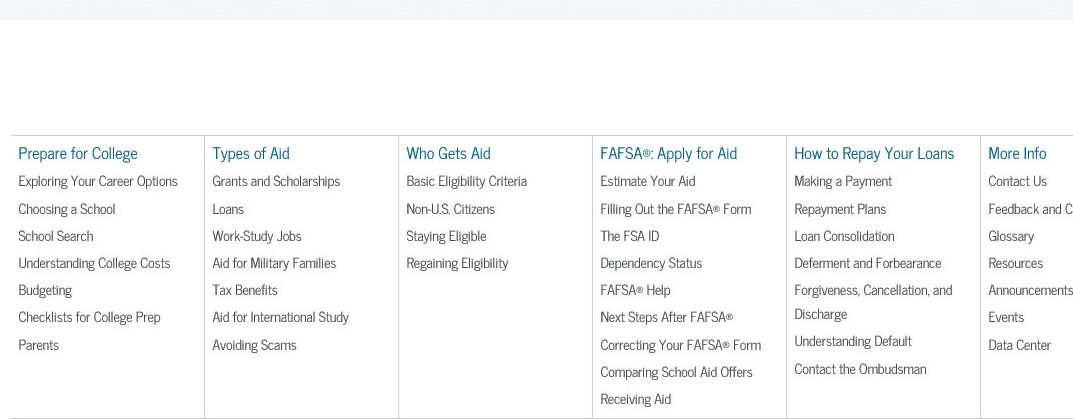 Prepare for College
Exploring Your Career Options
Choosing a School
School Search
Understanding College Costs
Budgeting
Checklists for College Prep
Parents
Types of Aid
Grants and Scholarships
Loans
Work-Study Jobs
Aid for Military Families
Tax Benefits
Aid for International Study
Avoiding Scams
Who Gets Aid
Basic Eligibility Criteria
Non-U.S. Citizens
Staying Eligible
Regaining Eligibility
FAFSA®: Apply for Aid
Estimate Your Aid
Filling Out the FAFSA® Form
The FSA ID
Dependency Status
FAFSA® Help
Next Steps After FAFSA®
Correcting Your FAFSA® Form
Comparing School Aid Offers
Receiving Aid
How to Repay Your Loans
Making a Payment
Repayment Plans
Loan Consolidation
Deferment and Forbearance
Forgiveness, Cancellation, and
Discharge
Understanding Default
Contact the Ombudsman
More Info
Contact Us
Feedback and
Glossary
Resources
Announcements
Events
Data Center